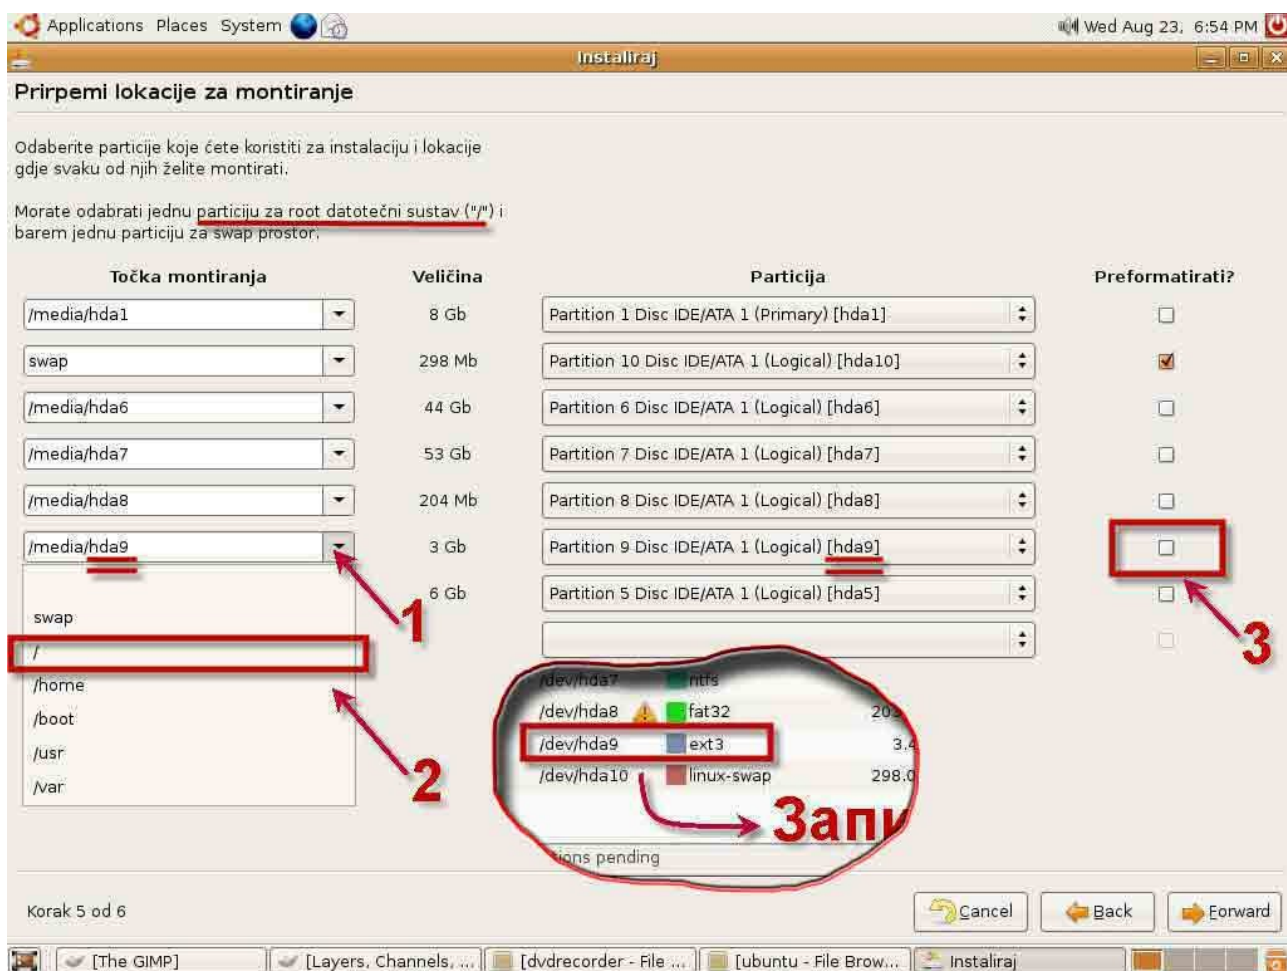 Applications Places System
Wed Aug 23, 6:54 PM
Instaliraj
Prirpemi lokacije za montiranje
Odaberite particije koje ćete koristiti za instalaciju i lokacije
gdje svaku od njih želite montirati.
Morate odabrati jednu particiju za root datotečni sustav ("/") i
barem jednu particiju za swap prostor.
Točka montiranja Veličina Particija Preformatirati?
/media/hda1 8 Gb Partition 1 Disc IDE/ATA 1 (Primary) [hda1]
swap 298 Mb Partition 10 Disc IDE/ATA 1 (Logical) [hda10]
/media/hda6 44 Gb Partition 6 Disc IDE/ATA 1 (Logical) [hda6]
/media/hda7 53 Gb Partition 7 Disc IDE/ATA 1 (Logical) [hda7]
/media/hda8 204 Mb Partition 8 Disc IDE/ATA 1 (Logical) [hda8]
/media/hda9 3 Gb Partition 9 Disc IDE/ATA 1 (Logical) [hda9]
6 Gb Partition 5 Disc IDE/ATA 1 (Logical) [hda5]
1
swap
3
/
/home
/boot
/usr
/var
2
/dev/hda7 ntfs
/dev/hda8 fat32
/dev/hda9 ext3 3.4
/dev/hda10 linux-swap 298.0
Запи
tions pending
Korak 5 od 6
Cancel Back Forward
[The GIMP] [Layers, Channels, ...] [dvdrecorder - File ...] [ubuntu - File Brow... ] Instaliraj